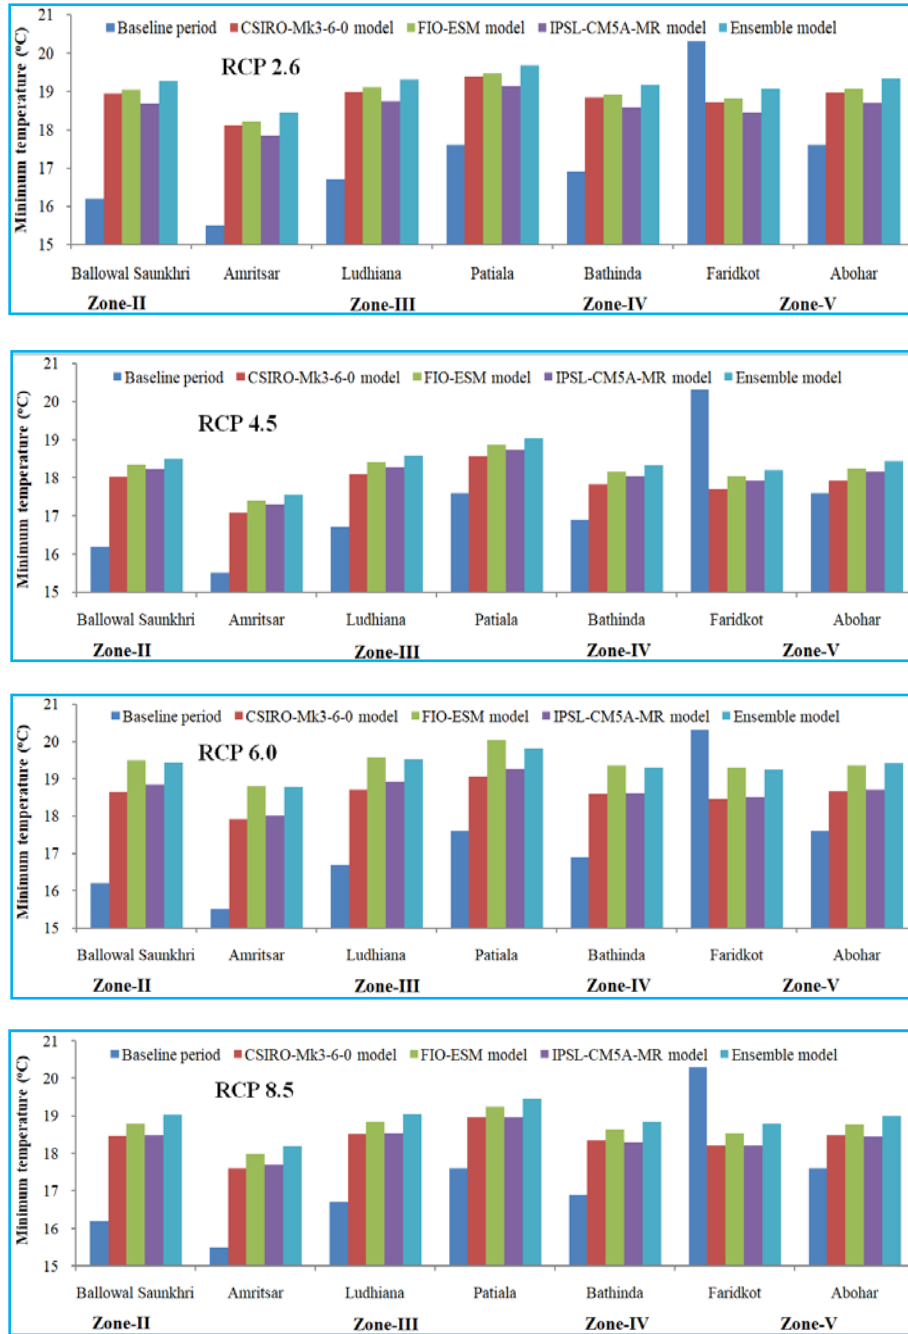 21
Baseline period CSIRO-Mk3-6-0 model FIO-ESM model IPSL-CM5A-MR model Ensemble model
20
RCP 2.6
19
18
17
16
15
Minimum temperature (°C)
Ballowal Saunkhri Amritsar Ludhiana Patiala Bathinda Faridkot Abohar
Zone-II Zone-III Zone-IV Zone-V
21
Baseline period CSIRO-Mk3-6-0 model FIO-ESM model IPSL-CM5A-MR model Ensemble model
20
RCP 4.5
19
18
17
16
15
Minimum temperature (°C)
Ballowal Saunkhri Amritsar Ludhiana Patiala Bathinda Faridkot Abohar
Zone-II Zone-III Zone-IV Zone-V
21
Baseline period CSIRO-Mk3-6-0 model FIO-ESM model IPSL-CM5A-MR model Ensemble model
20
RCP 6.0
19
18
17
16
15
Minimum temperature (°C)
Ballowal Saunkhri Amritsar Ludhiana Patiala Bathinda Faridkot Abohar
Zone-II Zone-III Zone-IV Zone-V
21
Baseline period CSIRO-Mk3-6-0 model FIO-ESM model IPSL-CM5A-MR model Ensemble model
20
RCP 8.5
19
18
17
16
15
Minimum temperature (°C)
Ballowal Saunkhri Amritsar Ludhiana Patiala Bathinda Faridkot Abohar
Zone-II Zone-III Zone-IV Zone-V